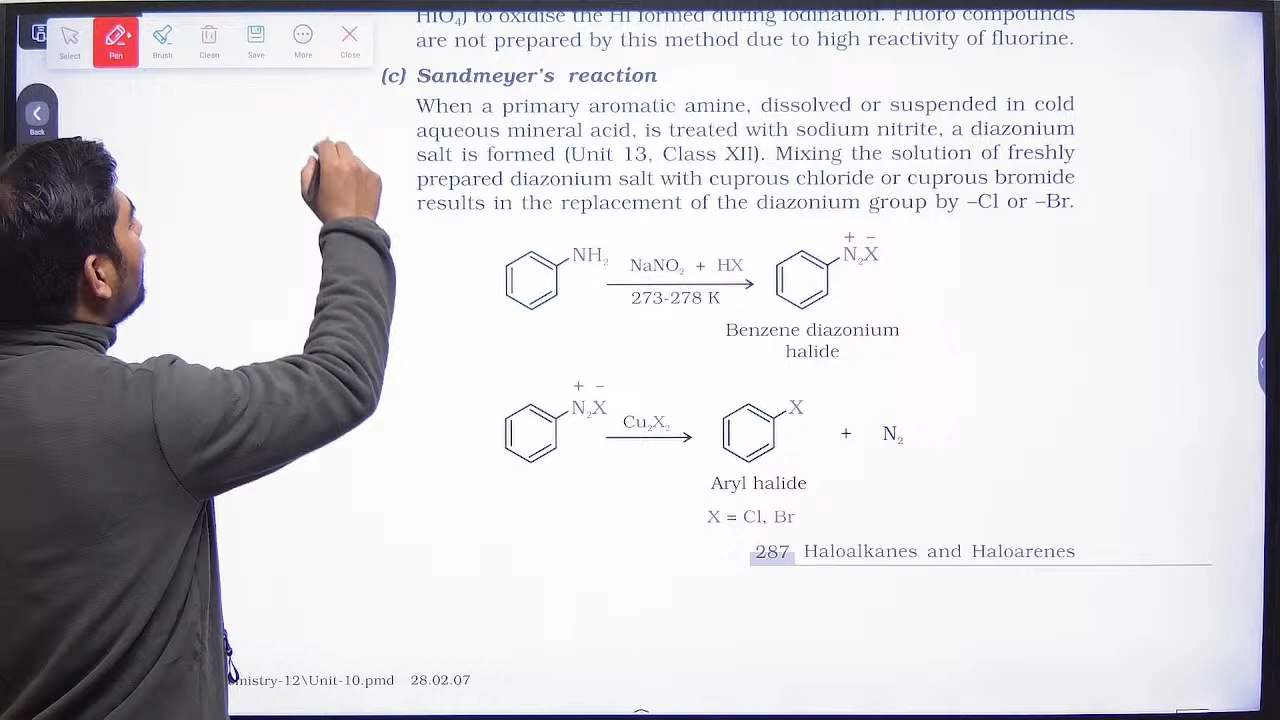 HIO₄) to oxidise the HI formed during iodination. Fluoro compounds
are not prepared by this method due to high reactivity of fluorine.
Select Pen Brush Clean Save More Close
Back
(c) Sandmeyer's reaction
When a primary aromatic amine, dissolved or suspended in cold
aqueous mineral acid, is treated with sodium nitrite, a diazonium
salt is formed (Unit 13, Class XII). Mixing the solution of freshly
prepared diazonium salt with cuprous chloride or cuprous bromide
results in the replacement of the diazonium group by –Cl or –Br.
+ –
NH₂ NaNO₂ + HX N₂X
273-278 K
Benzene diazonium
halide
+ –
N₂X Cu₂X₂ X + N₂
Aryl halide
X = Cl, Br
287 Haloalkanes and Haloarenes
mistry-12\Unit-10.pmd 28.02.07